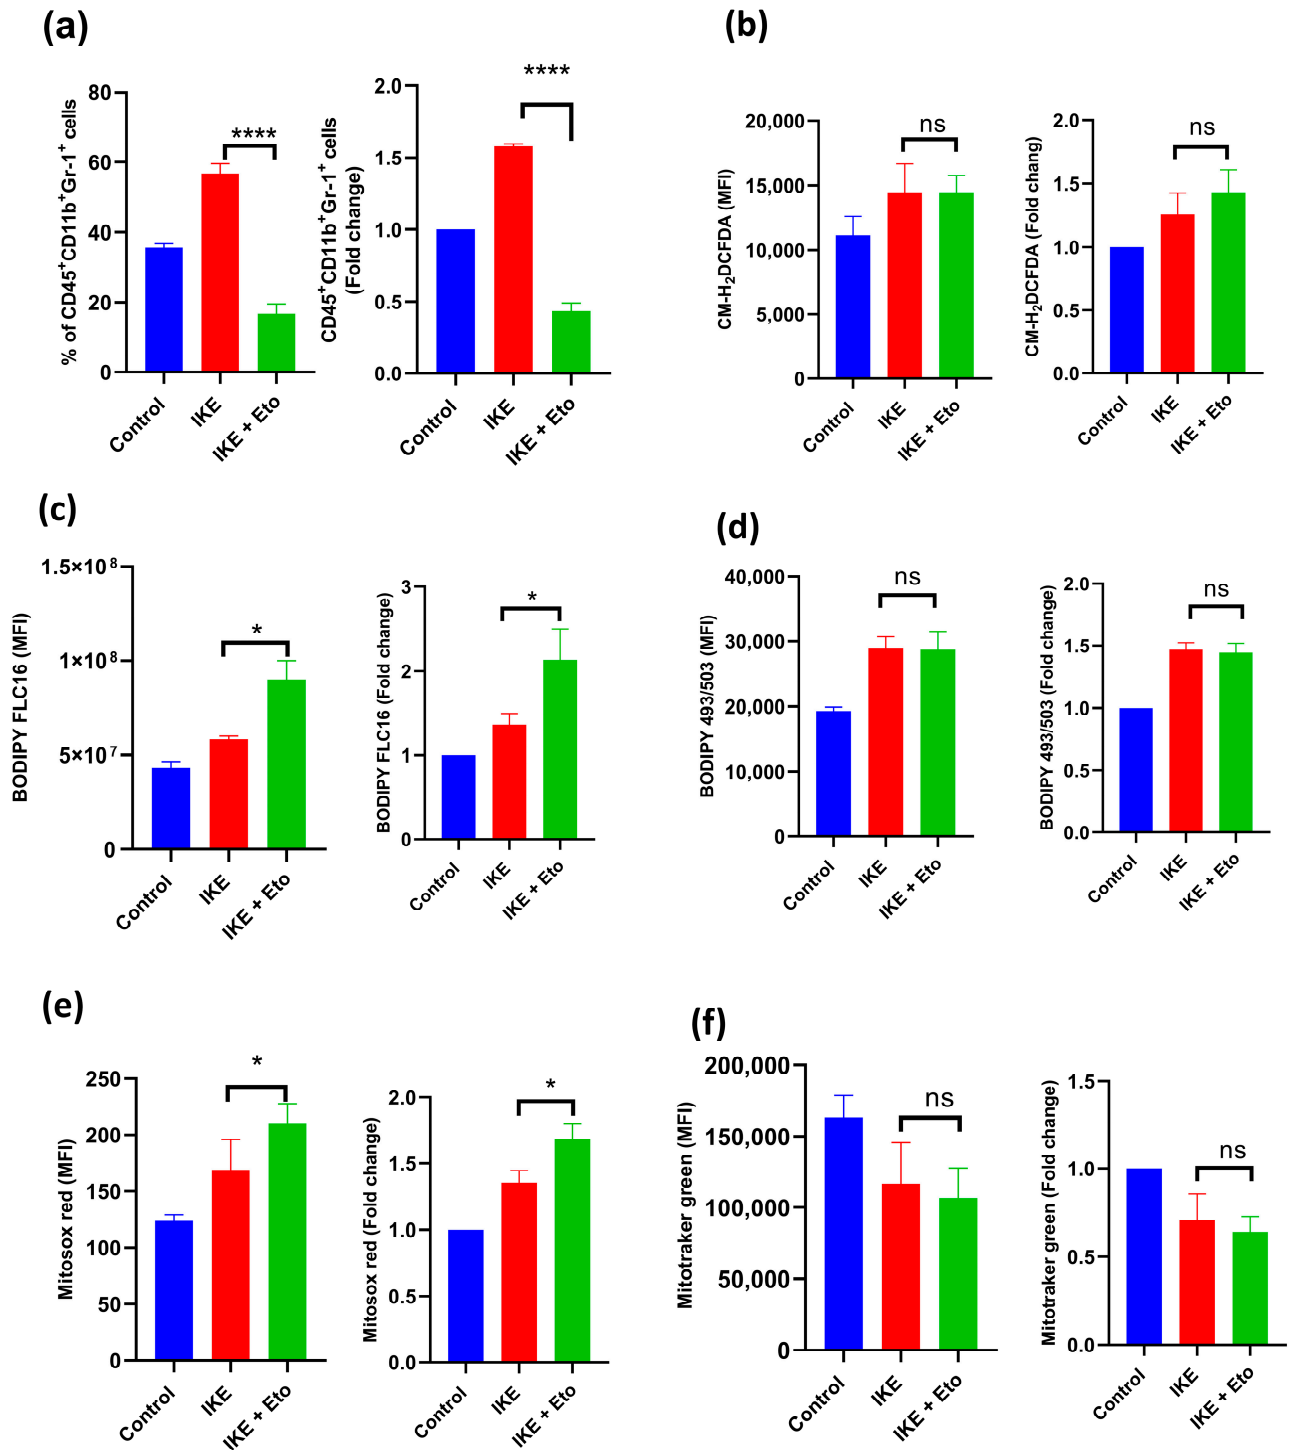 (a)
% of CD45⁺CD11b⁺Gr-1⁺ cells
80
60
40
20
0
****
Control
IKE
IKE + Eto
CD45⁺CD11b⁺Gr-1⁺ cells
(Fold change)
2.0
1.5
1.0
0.5
0.0
****
Control
IKE
IKE + Eto
(b)
CM-H₂DCFDA (MFI)
20,000
15,000
10,000
5,000
0
ns
Control
IKE
IKE + Eto
CM-H₂DCFDA (Fold chang)
2.0
1.5
1.0
0.5
0.0
ns
Control
IKE
IKE + Eto
(c)
BODIPY FLC16 (MFI)
1.5×10⁸
1×10⁸
5×10⁷
0
*
Control
IKE
IKE + Eto
BODIPY FLC16 (Fold change)
3
2
1
0
*
Control
IKE
IKE + Eto
(d)
BODIPY 493/503 (MFI)
40,000
30,000
20,000
10,000
0
ns
Control
IKE
IKE + Eto
BODIPY 493/503 (Fold change)
2.0
1.5
1.0
0.5
0.0
ns
Control
IKE
IKE + Eto
(e)
Mitosox red (MFI)
250
200
150
100
50
0
*
Control
IKE
IKE + Eto
Mitosox red (Fold change)
2.0
1.5
1.0
0.5
0.0
*
Control
IKE
IKE + Eto
(f)
Mitotraker green (MFI)
200,000
150,000
100,000
50,000
0
ns
Control
IKE
IKE + Eto
Mitotraker green (Fold change)
1.5
1.0
0.5
0.0
ns
Control
IKE
IKE + Eto